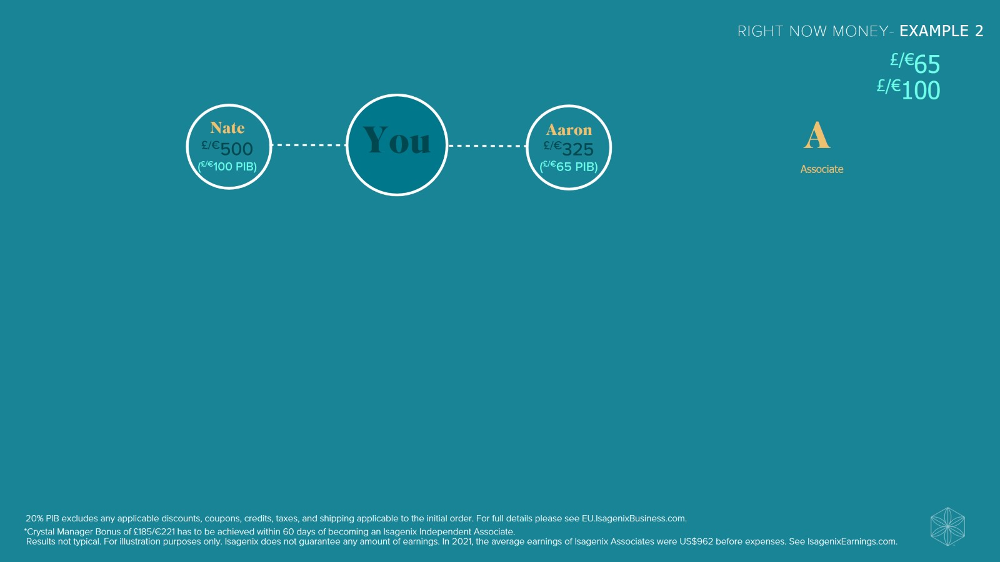 RIGHT NOW MONEY- EXAMPLE 2
£/€65
£/€100
Nate
£/€500
(£/€100 PIB)
You
Aaron
£/€325
(£/€65 PIB)
A
Associate
20% PIB excludes any applicable discounts, coupons, credits, taxes, and shipping applicable to the initial order. For full details please see EU.IsagenixBusiness.com.
*Crystal Manager Bonus of £185/€221 has to be achieved within 60 days of becoming an Isagenix Independent Associate.
Results not typical. For illustration purposes only. Isagenix does not guarantee any amount of earnings. In 2021, the average earnings of Isagenix Associates were US$962 before expenses. See IsagenixEarnings.com.